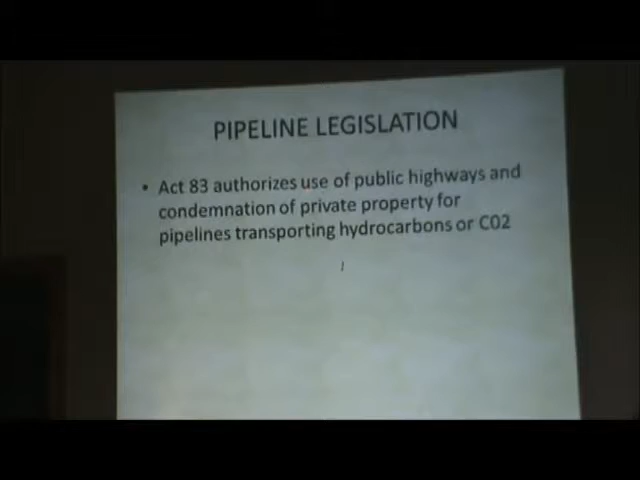 PIPELINE LEGISLATION
• Act 83 authorizes use of public highways and
condemnation of private property for
pipelines transporting hydrocarbons or C02